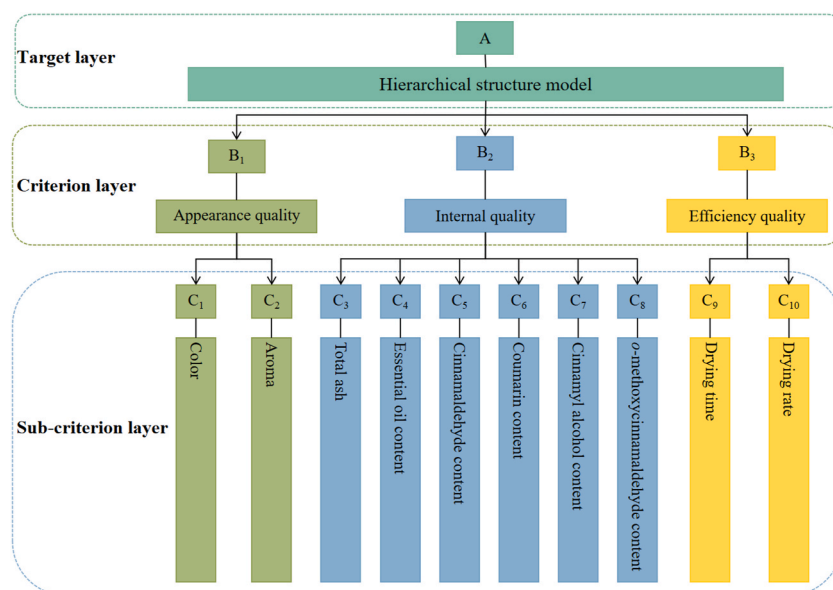 A
Target layer
Hierarchical structure model
B₁
B₂
B₃
Criterion layer
Appearance quality
Internal quality
Efficiency quality
C₁
C₂
C₃
C₄
C₅
C₆
C₇
C₈
C₉
C₁₀
Color
Aroma
Total ash
Essential oil content
Cinnamaldehyde content
Coumarin content
Cinnamyl alcohol content
o-methoxycinnamaldehyde content
Drying time
Drying rate
Sub-criterion layer